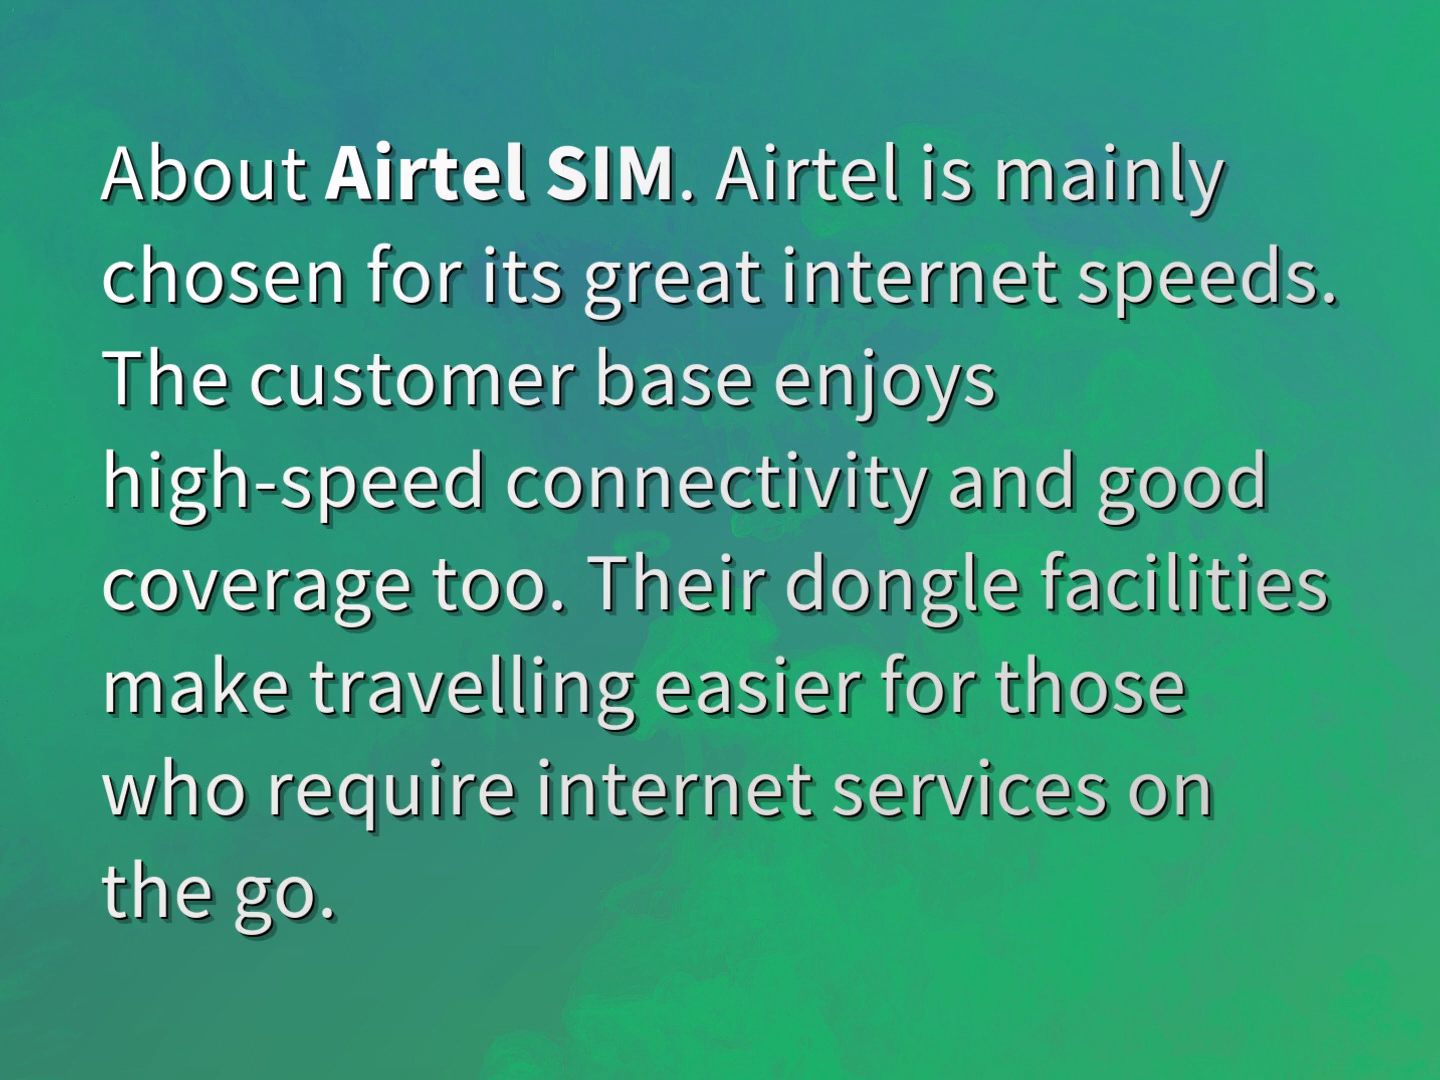 About Airtel SIM. Airtel is mainly
chosen for its great internet speeds.
The customer base enjoys
high-speed connectivity and good
coverage too. Their dongle facilities
make travelling easier for those
who require internet services on
the go.